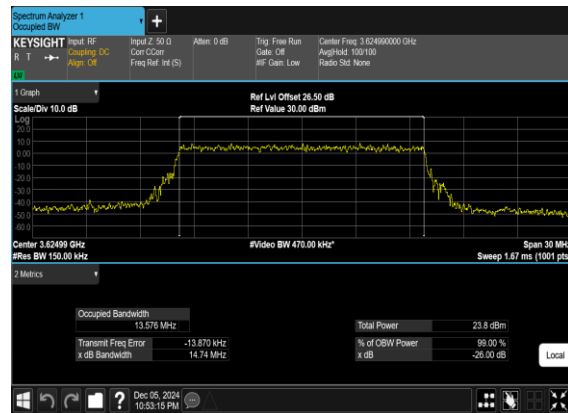 Spectrum Analyzer 1
Occupied BW
KEYSIGHT
R T
LU
Input: RF
Coupling: DC
Align: Off
Input Z: 50 Ω
Corr CCorr
Freq Ref: Int (S)
Atten: 0 dB
Trig: Free Run
Gate: Off
#IF Gain: Low
Center Freq: 3.624990000 GHz
Avg|Hold: 100/100
Radio Std: None
1 Graph
Scale/Div 10.0 dB
Ref Lvl Offset 26.50 dB
Ref Value 30.00 dBm
Log
20.0
10.0
0.00
-10.0
-20.0
-30.0
-40.0
-50.0
-60.0
Center 3.62499 GHz
#Res BW 150.00 kHz
#Video BW 470.00 kHz*
Span 30 MHz
Sweep 1.67 ms (1001 pts)
2 Metrics
Occupied Bandwidth
13.576 MHz
Transmit Freq Error -13.870 kHz
x dB Bandwidth 14.74 MHz
Total Power 23.8 dBm
% of OBW Power 99.00 %
x dB -26.00 dB
Local
?
Dec 05, 2024
10:53:15 PM